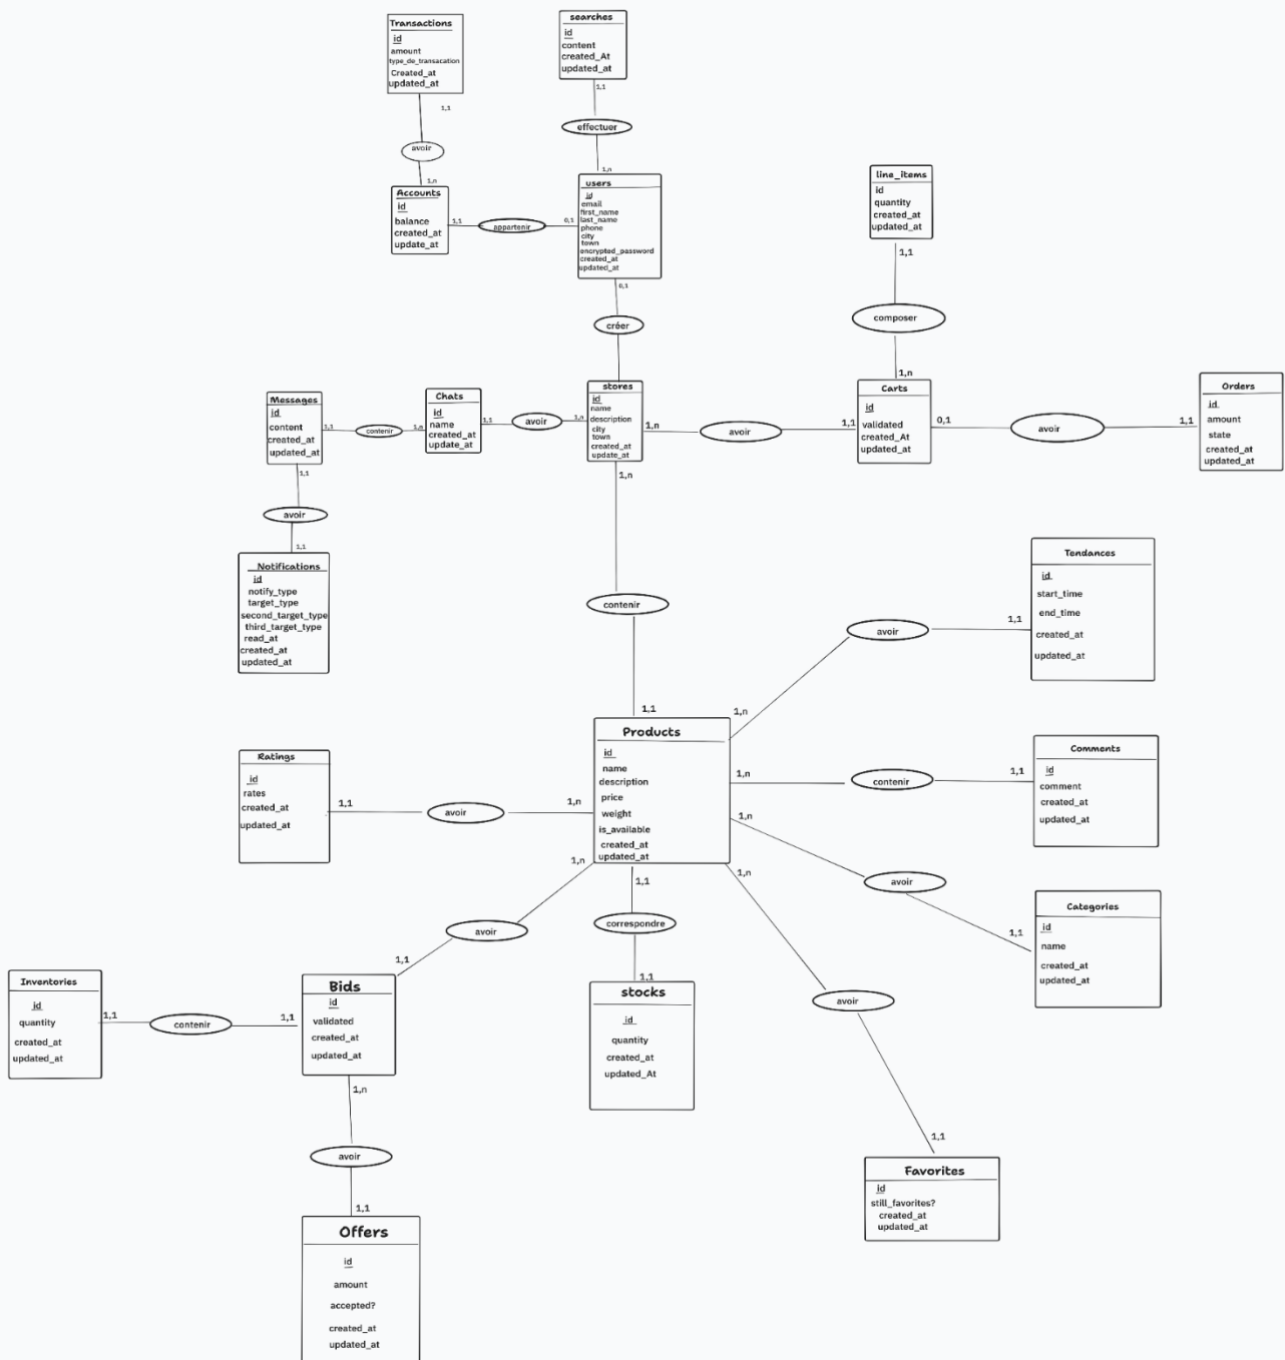 Transactions
id
amount
type_de_transacation
Created_at
updated_at
searches
id
content
created_At
updated_at
1,1
1,1
effectuer
avoir
1,n
1,n
Accounts
id
balance
created_at
update_at
1,1
appartenir
0,1
users
id
email
first_name
last_name
phone
city
town
encrypted_password
created_at
updated_at
0,1
créer
line_items
id
quantity
created_at
updated_at
1,1
composer
1,n
Messages
id
content
created_at
updated_at
1,1
contenir
1,n
Chats
id
name
created_at
update_at
1,1
avoir
1,n
stores
id
name
description
city
town
created_at
update_at
1,n
avoir
1,1
Carts
id
validated
created_At
updated_at
0,1
avoir
1,1
Orders
id
amount
state
created_at
updated_at
1,1
avoir
1,1
1,n
Notifications
id
notify_type
target_type
second_target_type
third_target_type
read_at
created_at
updated_at
contenir
1,1
Tendances
id
start_time
end_time
created_at
updated_at
avoir
1,1
1,n
Products
id
name
description
price
weight
is_available
created_at
updated_at
Ratings
id
rates
created_at
updated_at
1,1
avoir
1,n
1,n
contenir
1,1
Comments
id
comment
created_at
updated_at
1,n
avoir
1,1
Categories
id
name
created_at
updated_at
1,n
avoir
1,1
1,1
correspondre
1,1
stocks
id
quantity
created_at
updated_At
1,n
avoir
1,1
Favorites
id
still_favorites?
created_at
updated_at
Inventories
id
quantity
created_at
updated_at
1,1
contenir
1,1
Bids
id
validated
created_at
updated_at
1,n
avoir
1,1
Offers
id
amount
accepted?
created_at
updated_at